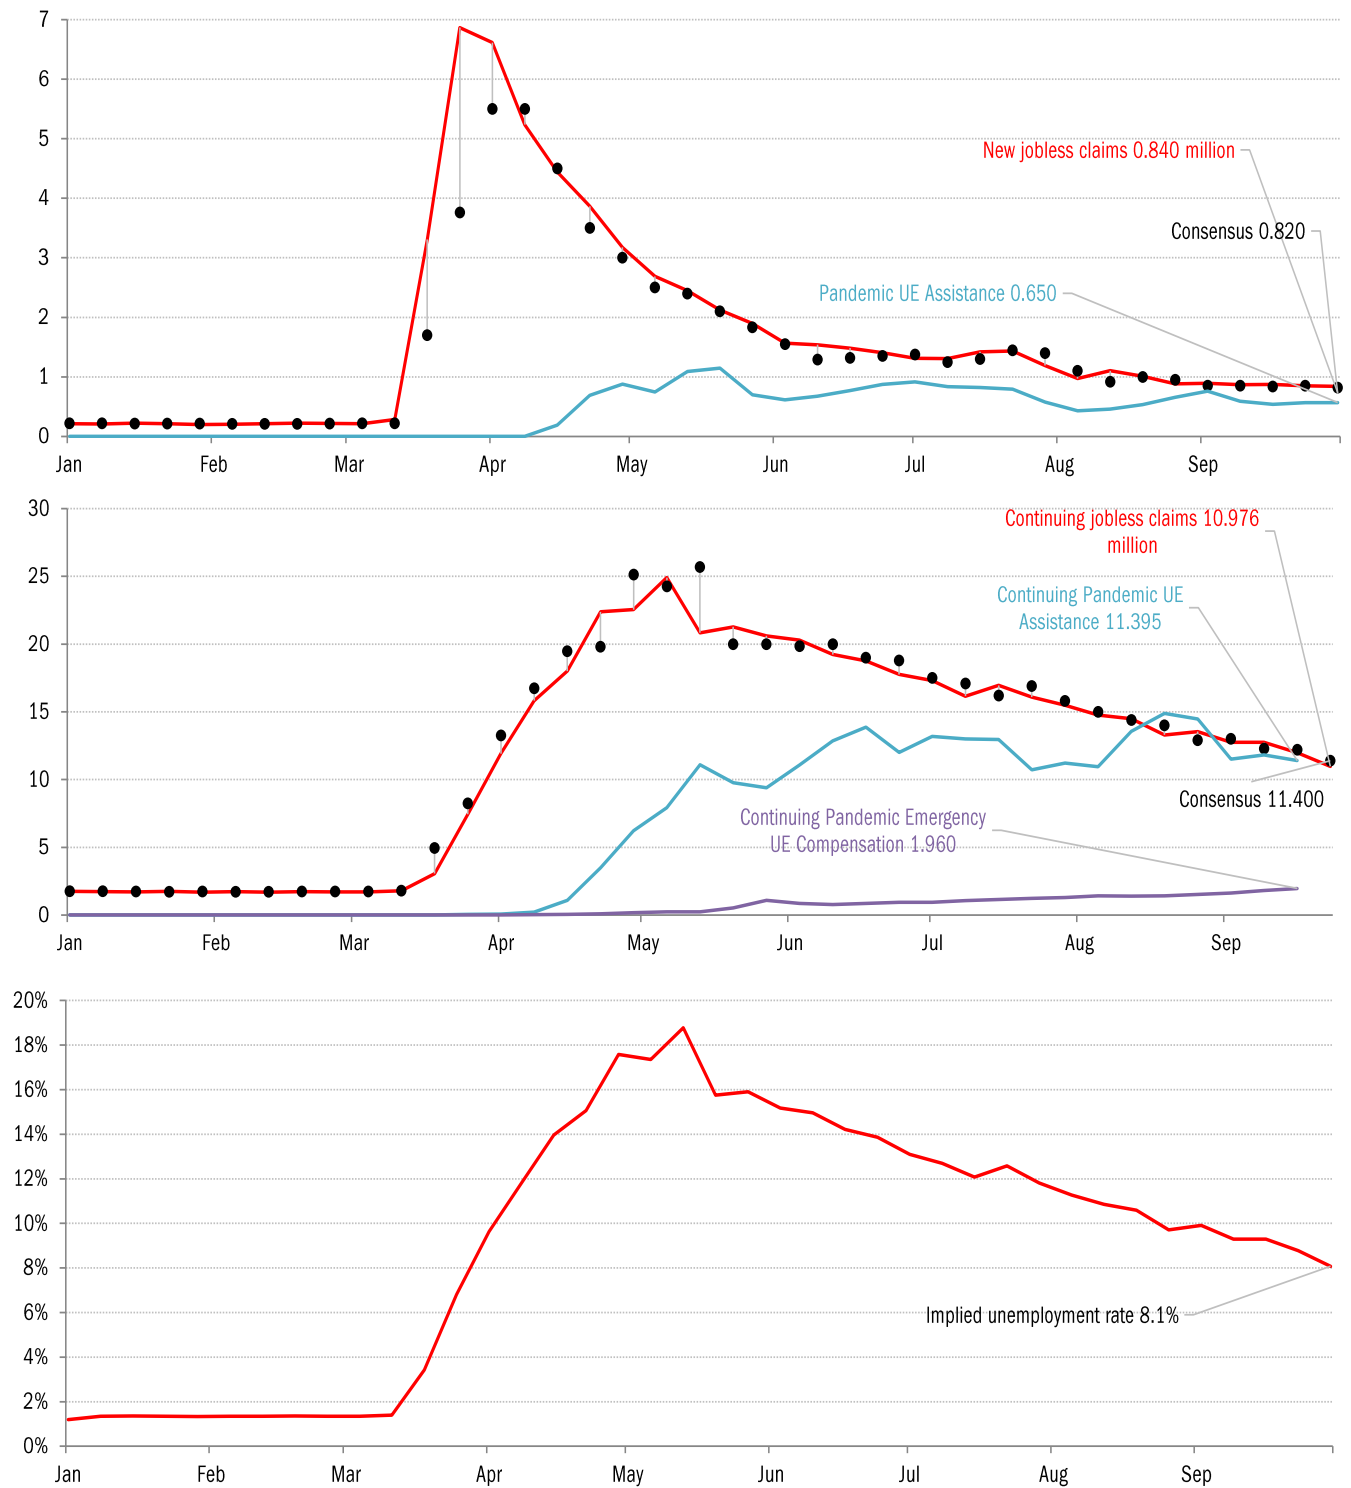 7
6
5
4
3
2
1
0
New jobless claims 0.840 million
Consensus 0.820
Pandemic UE Assistance 0.650
Jan Feb Mar Apr May Jun Jul Aug Sep
30
25
20
15
10
5
0
Continuing jobless claims 10.976
million
Continuing Pandemic UE
Assistance 11.395
Consensus 11.400
Continuing Pandemic Emergency
UE Compensation 1.960
Jan Feb Mar Apr May Jun Jul Aug Sep
20%
18%
16%
14%
12%
10%
8%
6%
4%
2%
0%
Implied unemployment rate 8.1%
Jan Feb Mar Apr May Jun Jul Aug Sep